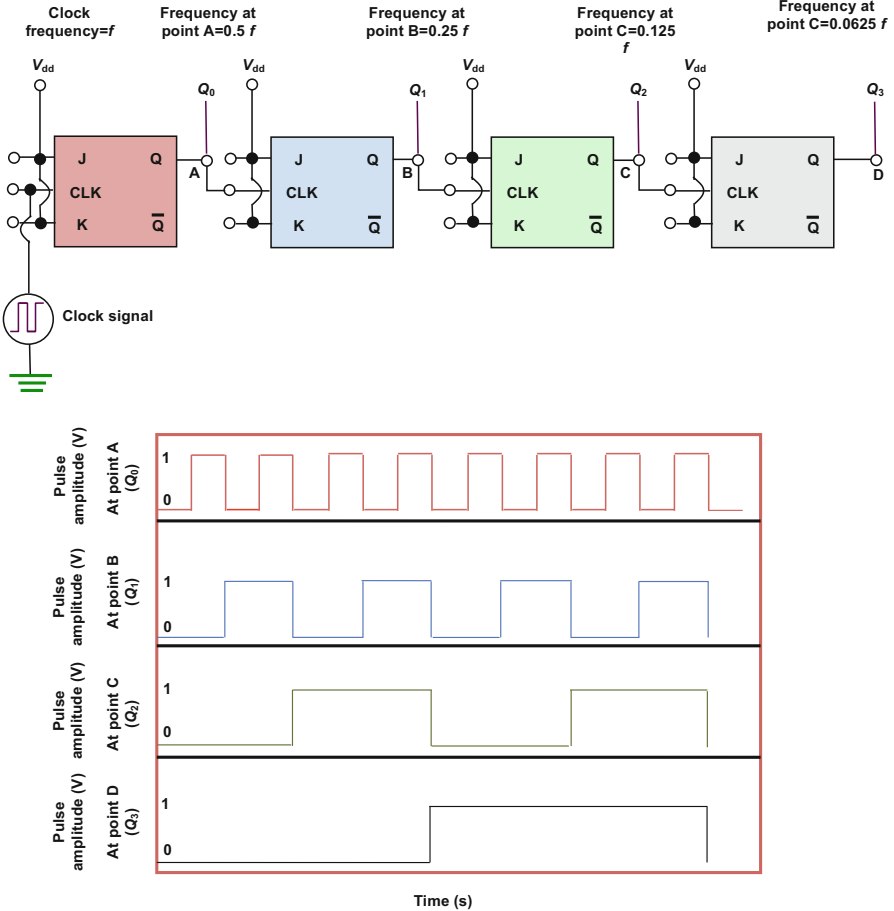 Clock
frequency=f
Frequency at
point A=0.5 f
Frequency at
point B=0.25 f
Frequency at
point C=0.125
f
Frequency at
point C=0.0625 f
Vdd
Q0
Vdd
Q1
Vdd
Q2
Vdd
Q3
J Q
A
CLK
K Q̅
J Q
B
CLK
K Q̅
J Q
C
CLK
K Q̅
J Q
D
CLK
K Q̅
Clock signal
Pulse
amplitude (V)
At point A
(Q0)
1
0
Pulse
amplitude (V)
At point B
(Q1)
1
0
Pulse
amplitude (V)
At point C
(Q2)
1
0
Pulse
amplitude (V)
At point D
(Q3)
1
0
Time (s)